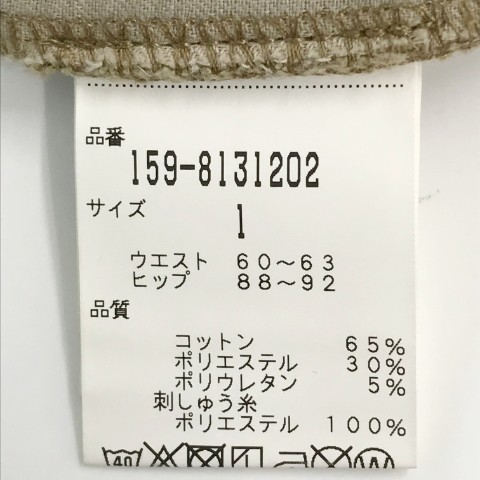 品番
159-8131202
サイズ
1
ウエスト 60～63
ヒップ 88～92
品質
コットン 65%
ポリエステル 30%
ポリウレタン 5%
刺しゅう糸
ポリエステル 100%
40
W